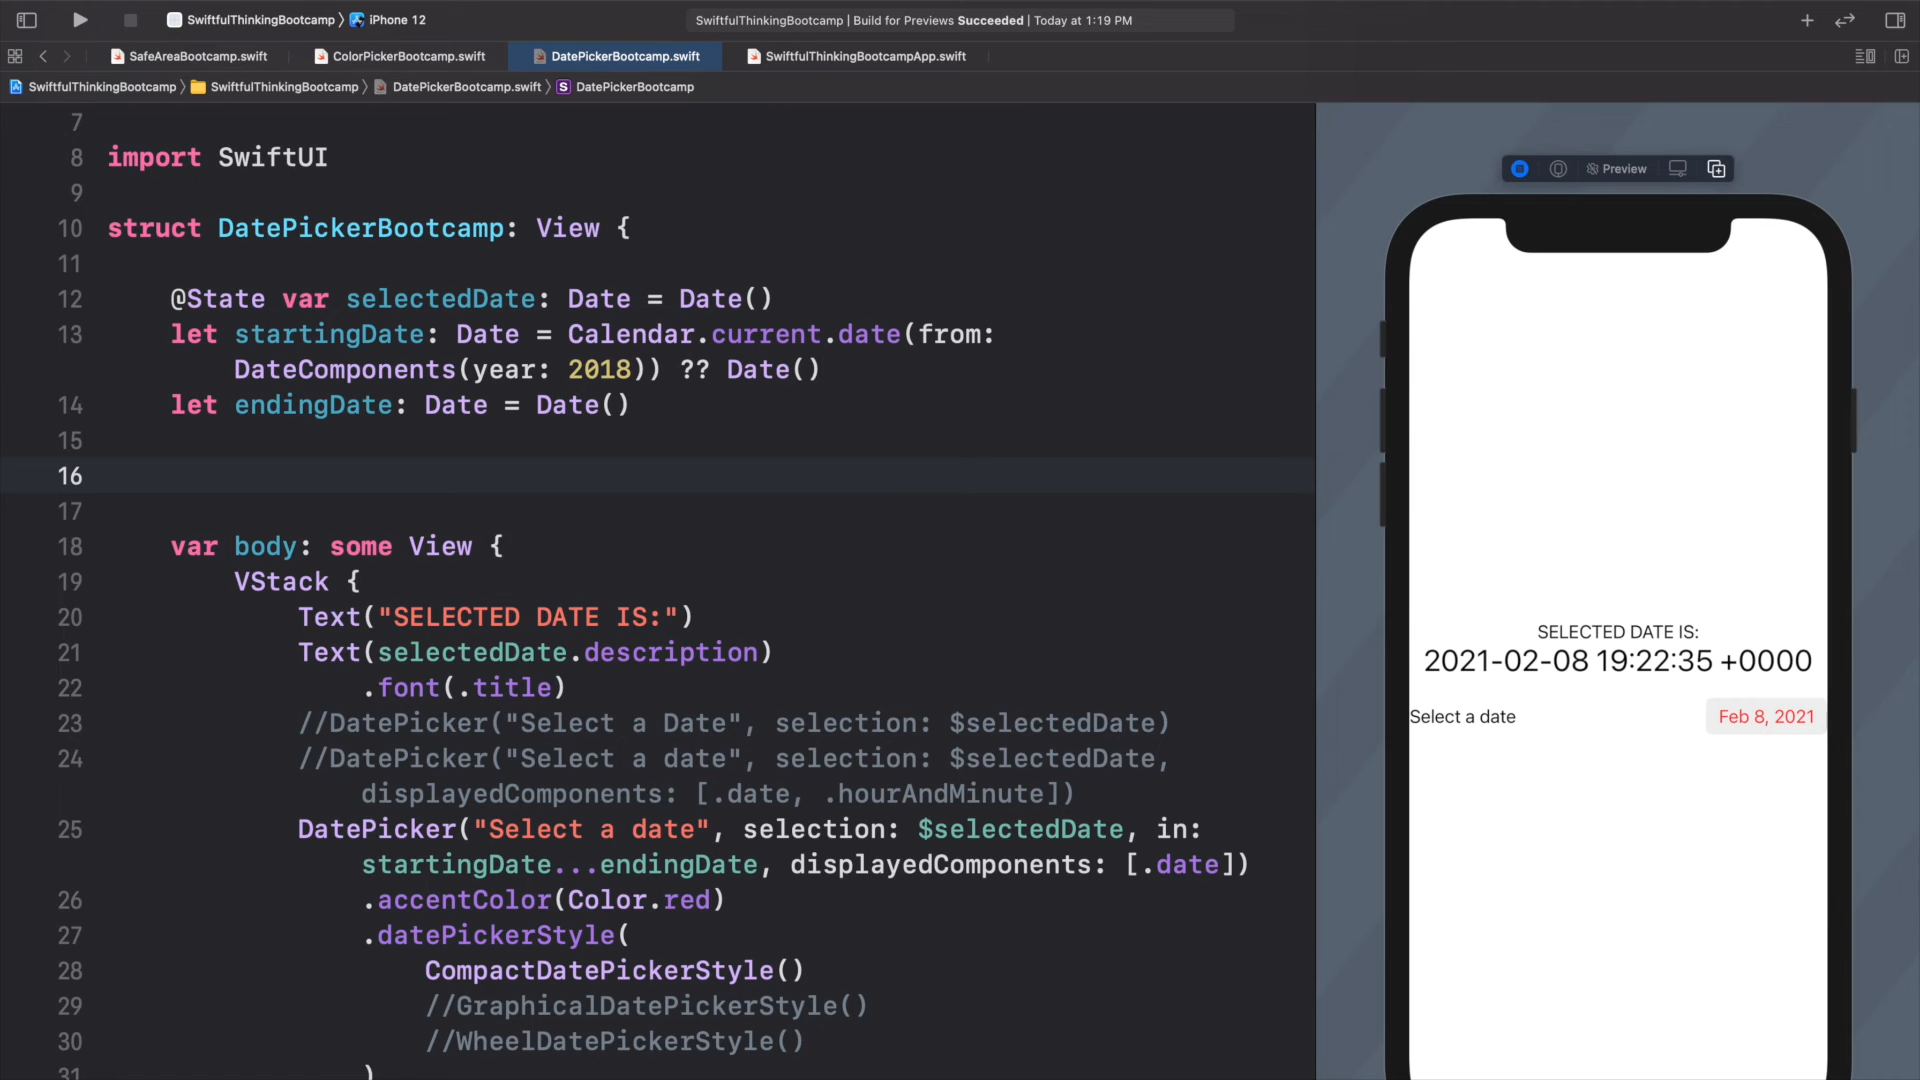 SwiftfulThinkingBootcamp 〉 iPhone 12
SwiftfulThinkingBootcamp | Build for Previews Succeeded | Today at 1:19 PM
SafeAreaBootcamp.swift
ColorPickerBootcamp.swift
DatePickerBootcamp.swift
SwiftfulThinkingBootcampApp.swift
SwiftfulThinkingBootcamp 〉 SwiftfulThinkingBootcamp 〉 DatePickerBootcamp.swift 〉 S DatePickerBootcamp
7
8 import SwiftUI
9
10 struct DatePickerBootcamp: View {
11
12 @State var selectedDate: Date = Date()
13 let startingDate: Date = Calendar.current.date(from:
DateComponents(year: 2018)) ?? Date()
14 let endingDate: Date = Date()
15
16
17
18 var body: some View {
19 VStack {
20 Text("SELECTED DATE IS:")
21 Text(selectedDate.description)
22 .font(.title)
23 //DatePicker("Select a Date", selection: $selectedDate)
24 //DatePicker("Select a date", selection: $selectedDate,
displayedComponents: [.date, .hourAndMinute])
25 DatePicker("Select a date", selection: $selectedDate, in:
startingDate...endingDate, displayedComponents: [.date])
26 .accentColor(Color.red)
27 .datePickerStyle(
28 CompactDatePickerStyle()
29 //GraphicalDatePickerStyle()
30 //WheelDatePickerStyle()
31 )
Preview
SELECTED DATE IS:
2021-02-08 19:22:35 +0000
Select a date
Feb 8, 2021